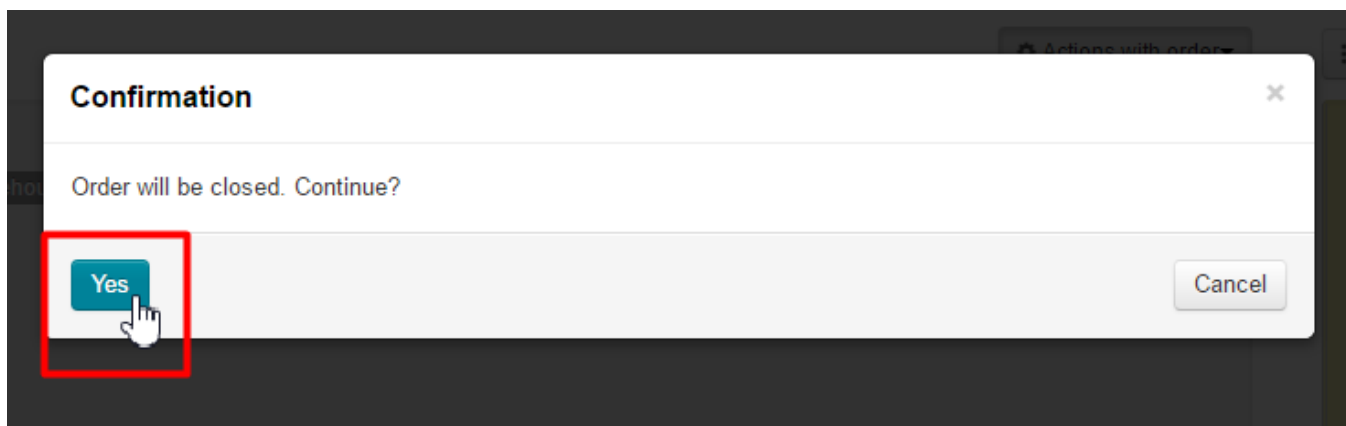 Actions with order
Confirmation
×
Order will be closed. Continue?
Yes
Cancel